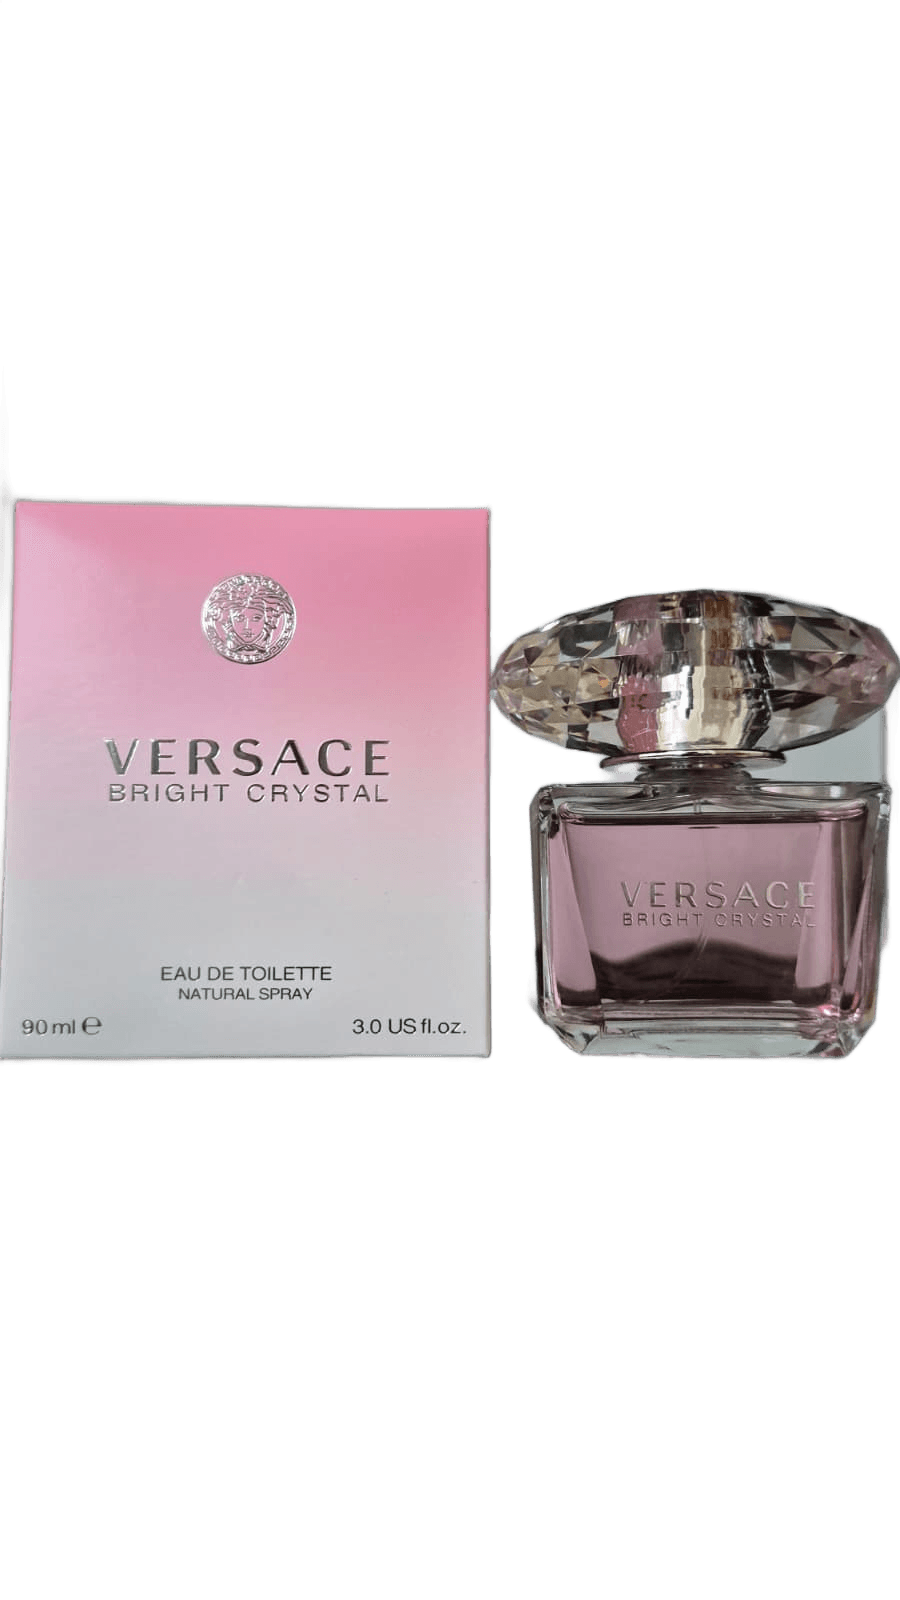 VERSACE
BRIGHT CRYSTAL
EAU DE TOILETTE
NATURAL SPRAY
90 ml ℮
3.0 US fl.oz.
VERSACE
BRIGHT CRYSTAL